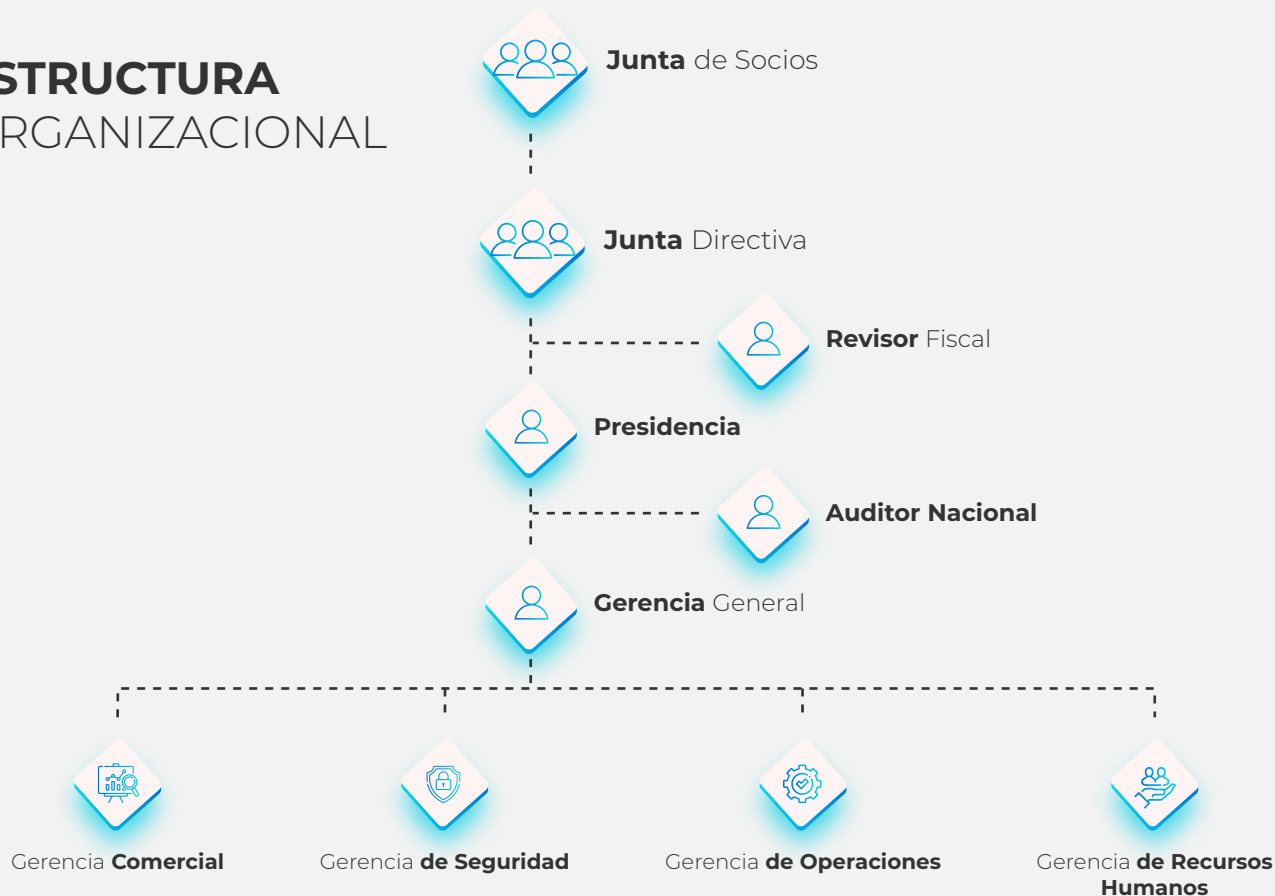 STRUCTURA
RGANIZACIONAL
Junta de Socios
Junta Directiva
Revisor Fiscal
Presidencia
Auditor Nacional
Gerencia General
Gerencia Comercial
Gerencia de Seguridad
Gerencia de Operaciones
Gerencia de Recursos
Humanos